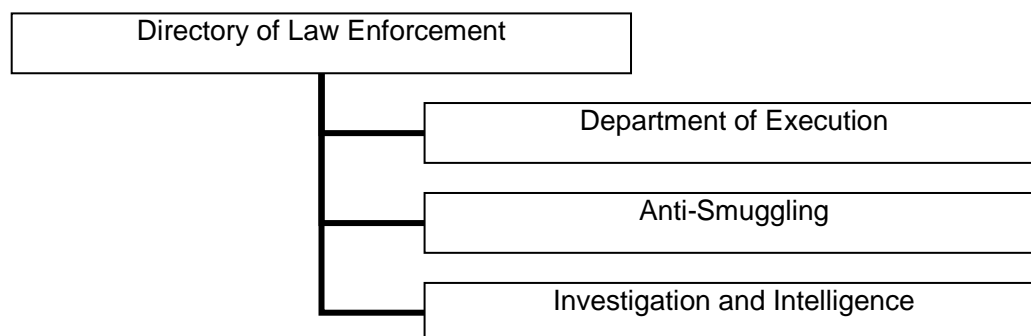 Directory of Law Enforcement
Department of Execution
Anti-Smuggling
Investigation and Intelligence